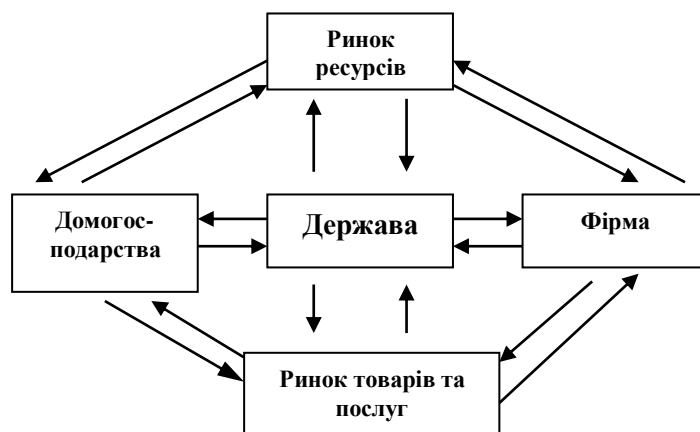 Ринок
ресурсів
Домогос-
подарства
Держава
Фірма
Ринок товарів та
послуг